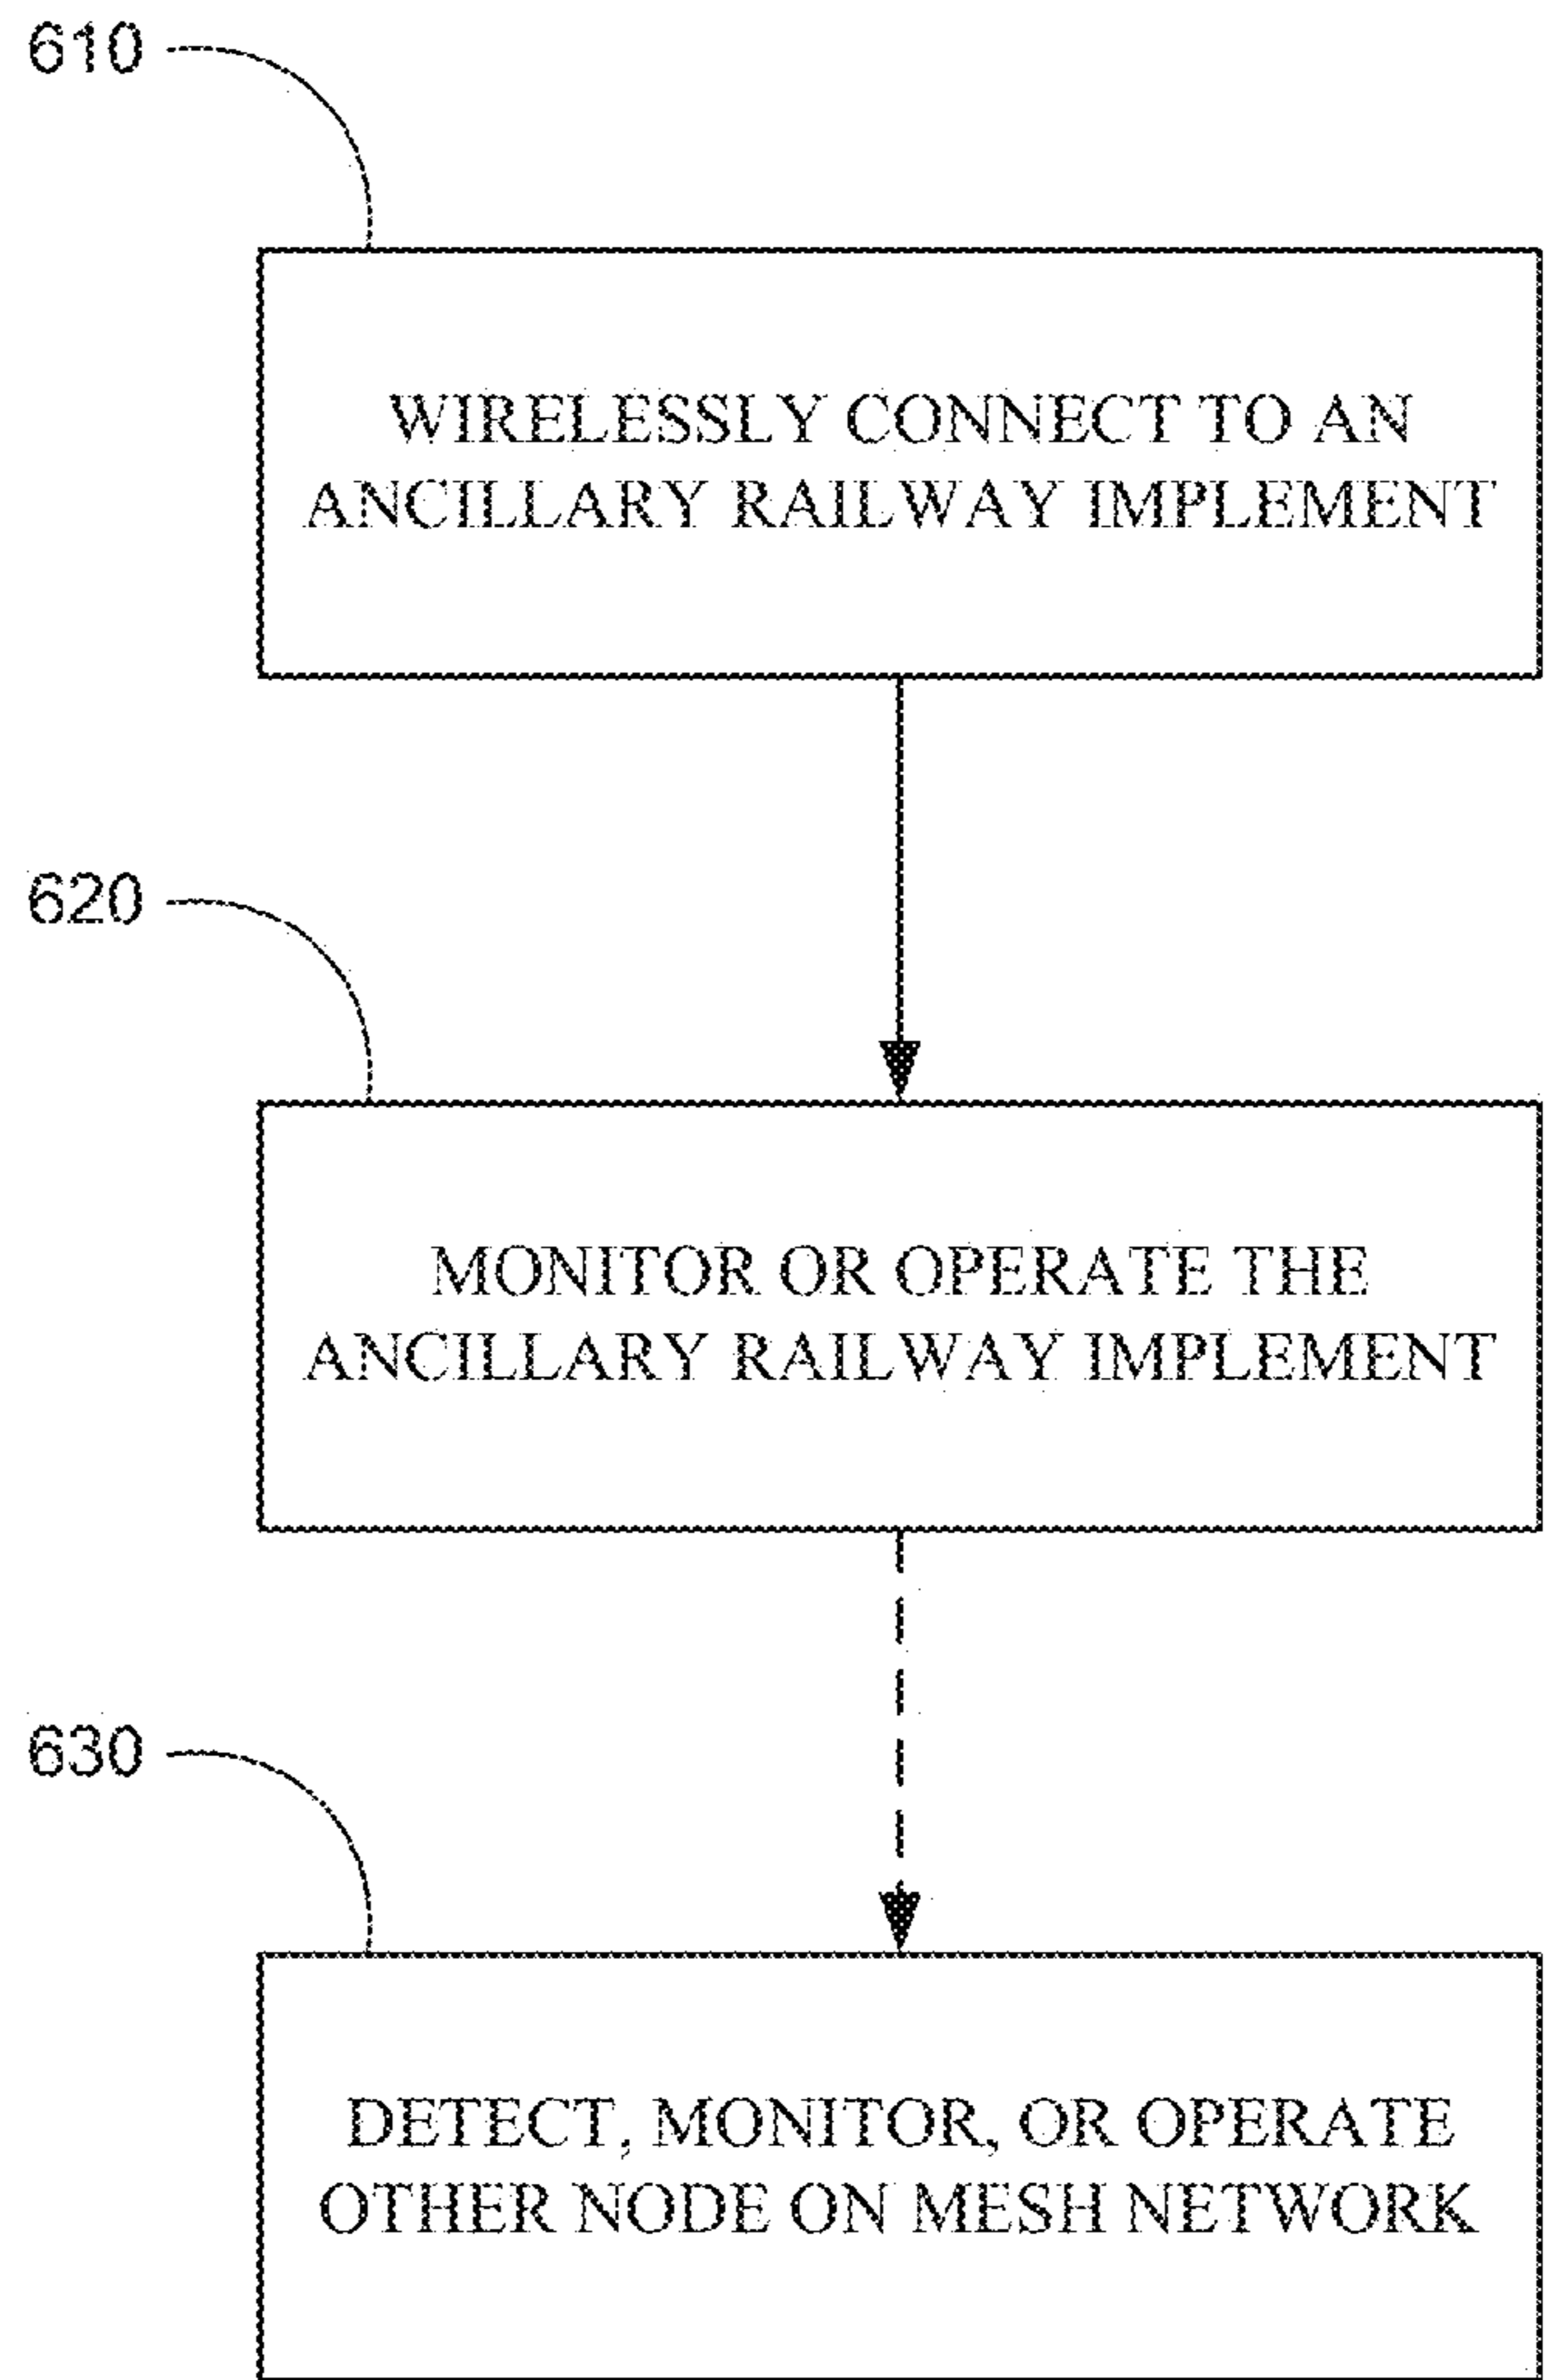 610
WIRELESSLY CONNECT TO AN
ANCILLARY RAILWAY IMPLEMENT
620
MONITOR OR OPERATE THE
ANCILLARY RAILWAY IMPLEMENT
630
DETECT, MONITOR, OR OPERATE
OTHER NODE ON MESH NETWORK